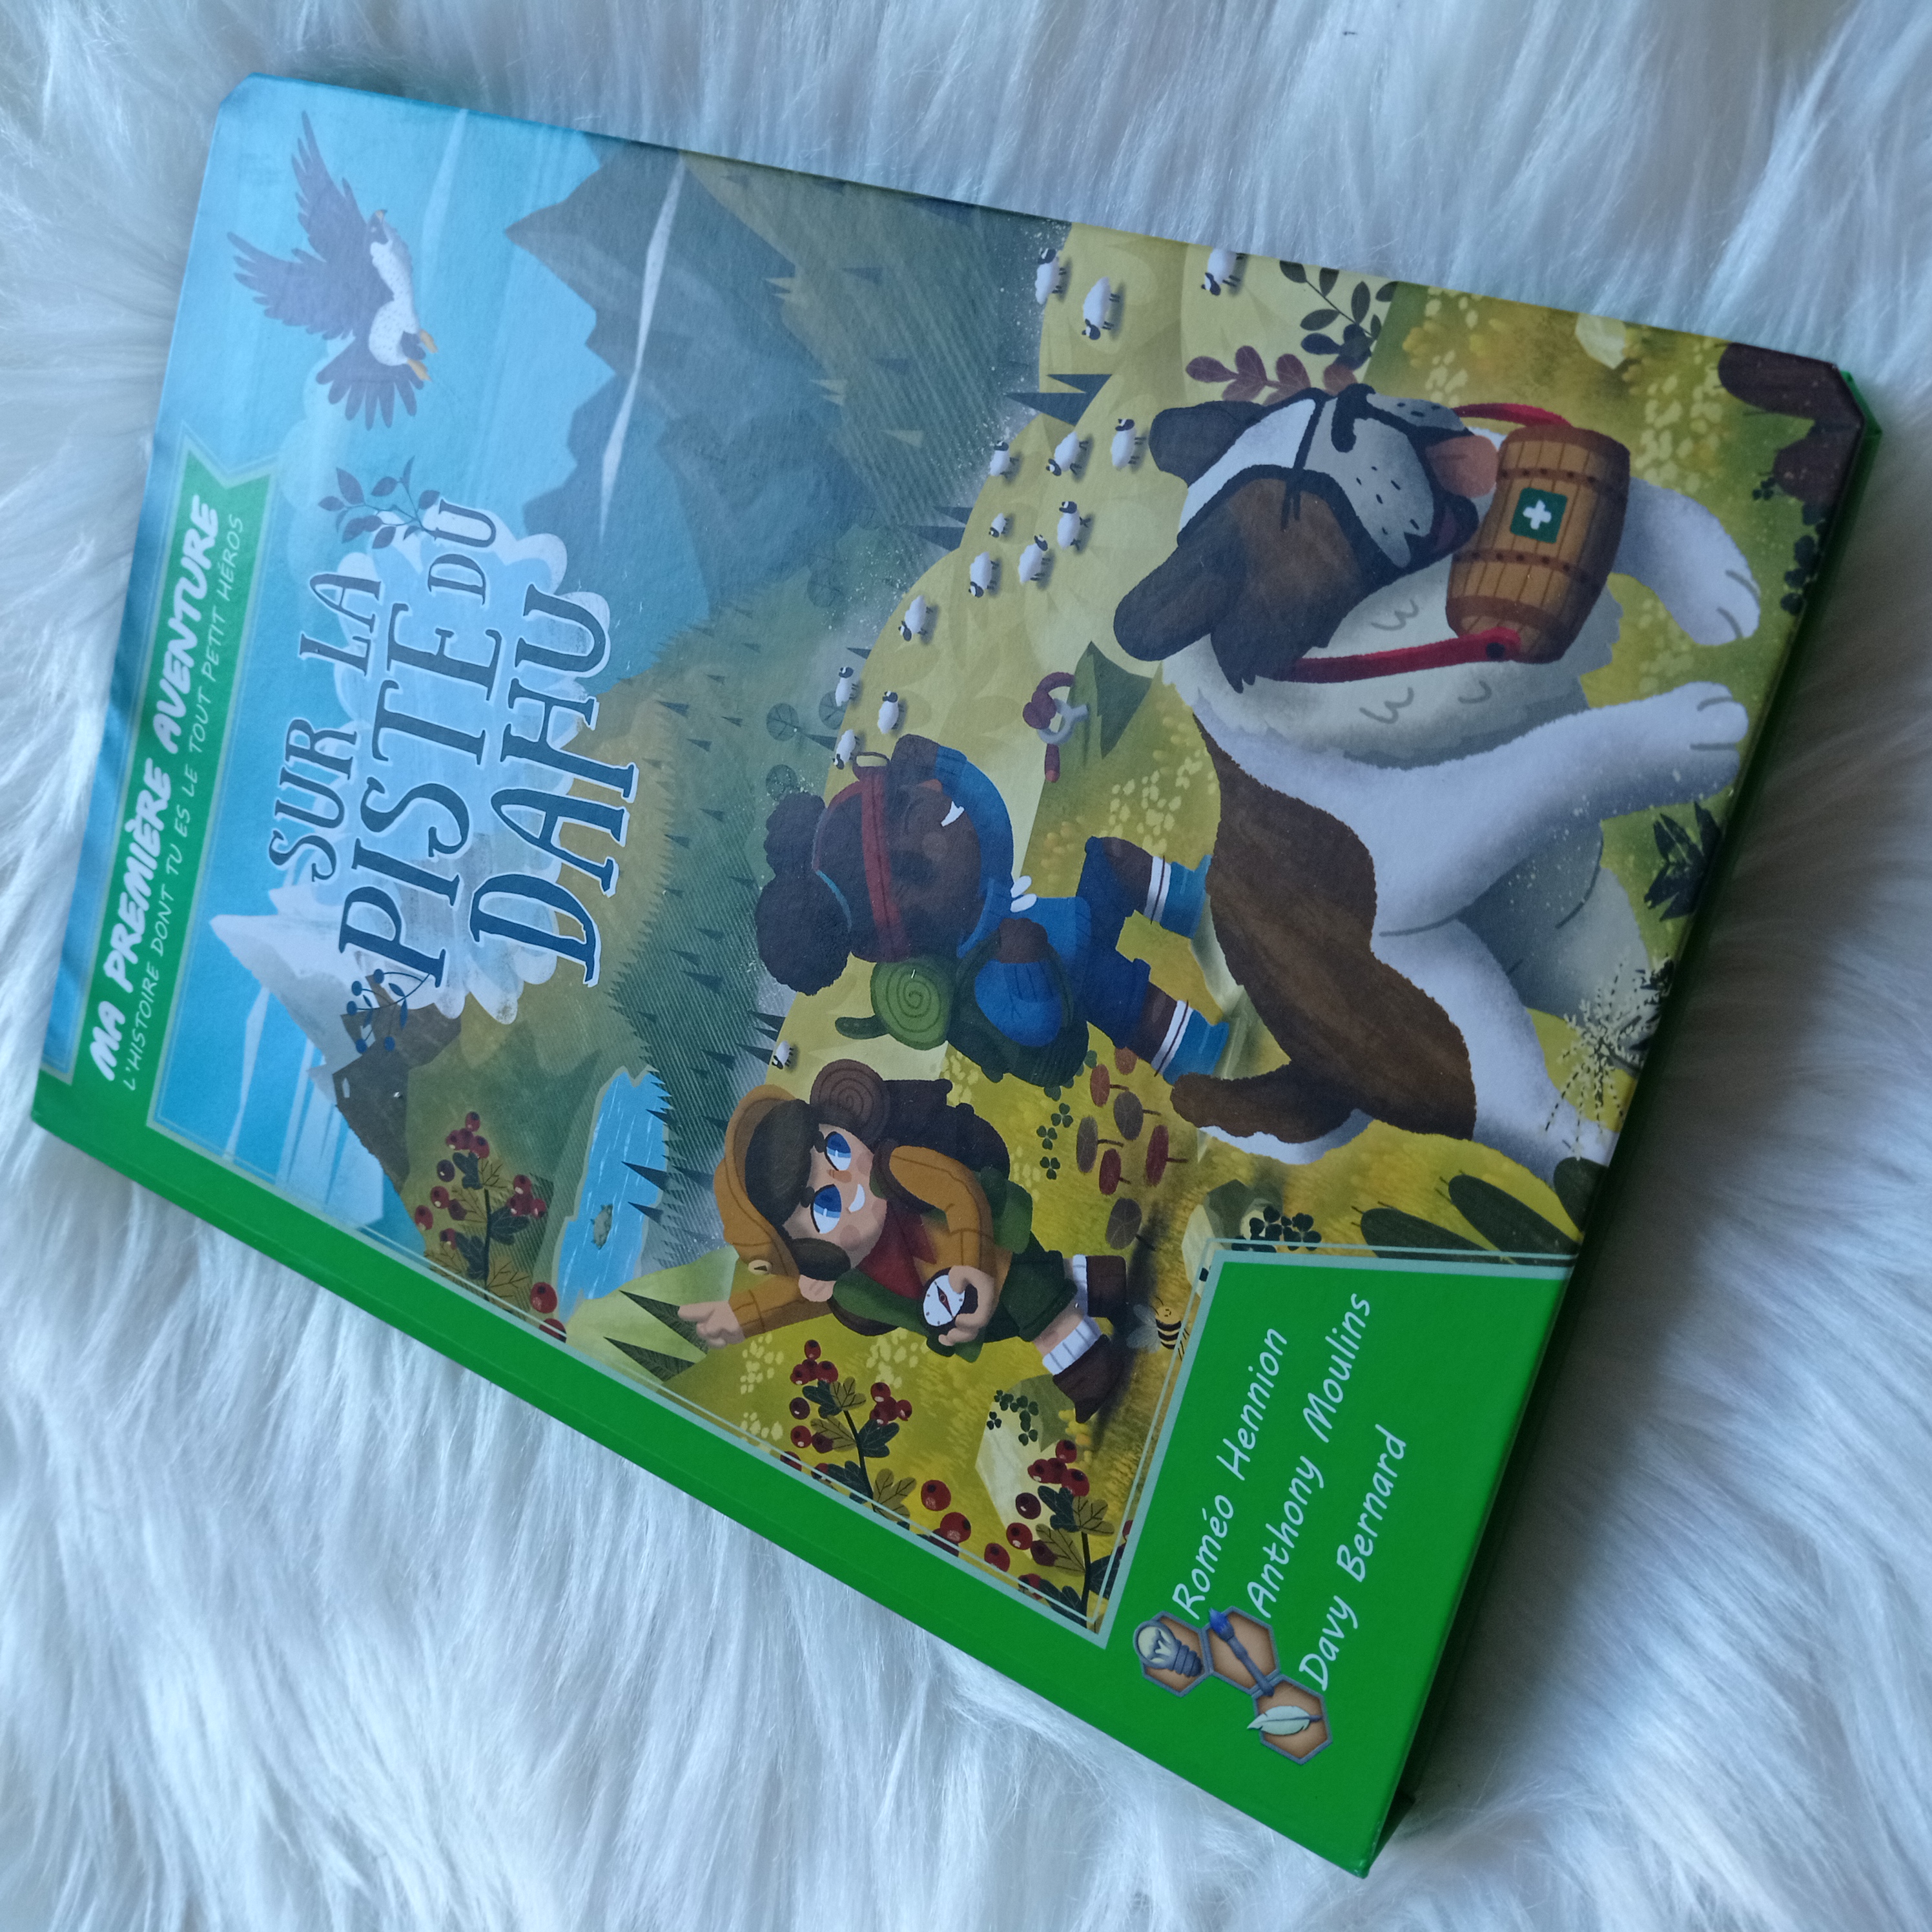 MA PREMIÈRE AVENTURE
L'HISTOIRE DONT TU ES LE TOUT PETIT HÉROS
SUR LA
PISTE DU
DAHU
Roméo Hennion
Anthony Moulins
Davy Bernard